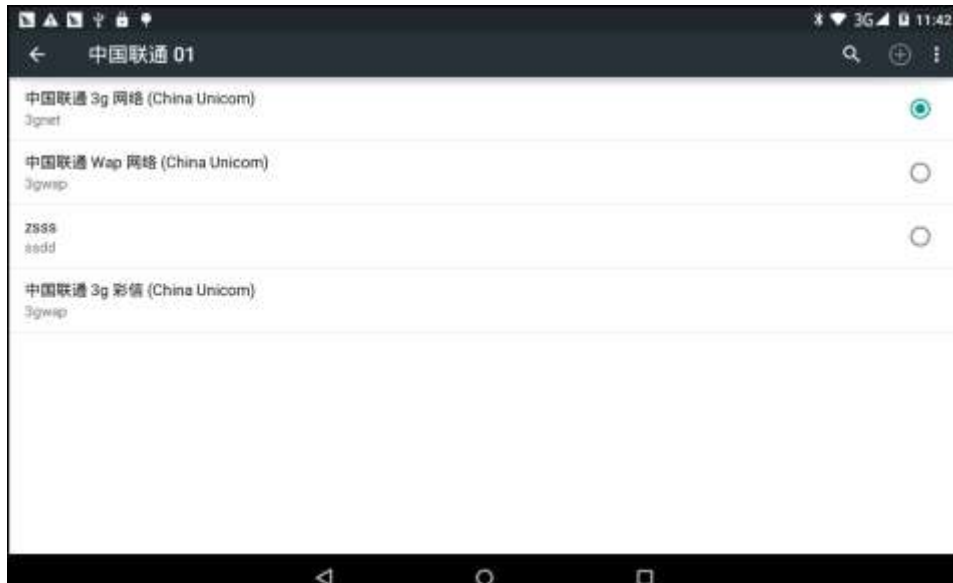 3G 11:42
中国联通 01
中国联通 3g 网络 (China Unicom)
3gnet
中国联通 Wap 网络 (China Unicom)
3gwap
zsss
ssdd
中国联通 3g 彩信 (China Unicom)
3gwap